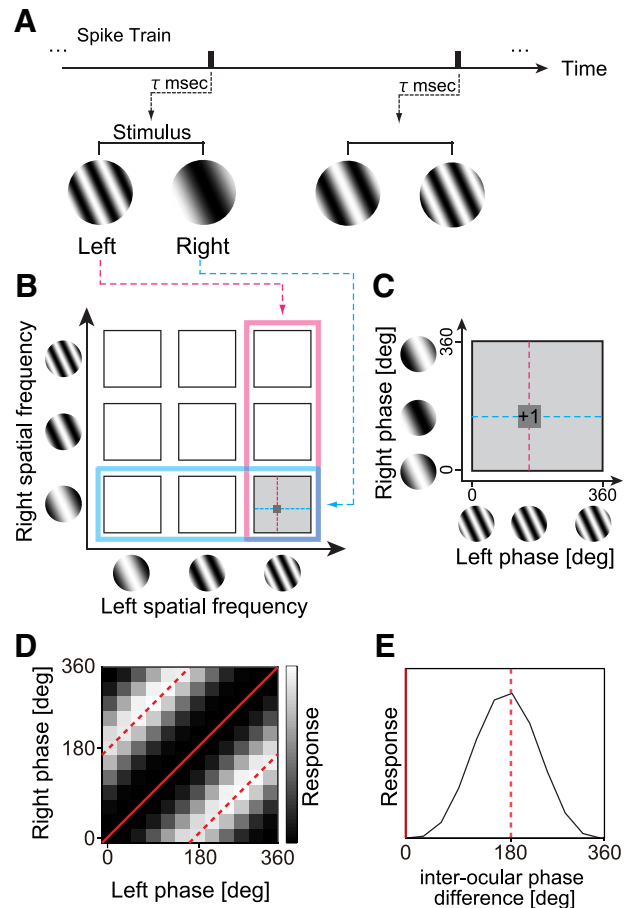 A
Spike Train
... ...
Time
τ msec τ msec
Stimulus
Left Right
B
Right spatial frequency
Left spatial frequency
C
Right phase [deg]
360
0
+1
0 360
Left phase [deg]
D
Right phase [deg]
360
180
0
0 180 360
Left phase [deg]
Response
E
Response
0 180 360
inter-ocular phase
difference [deg]